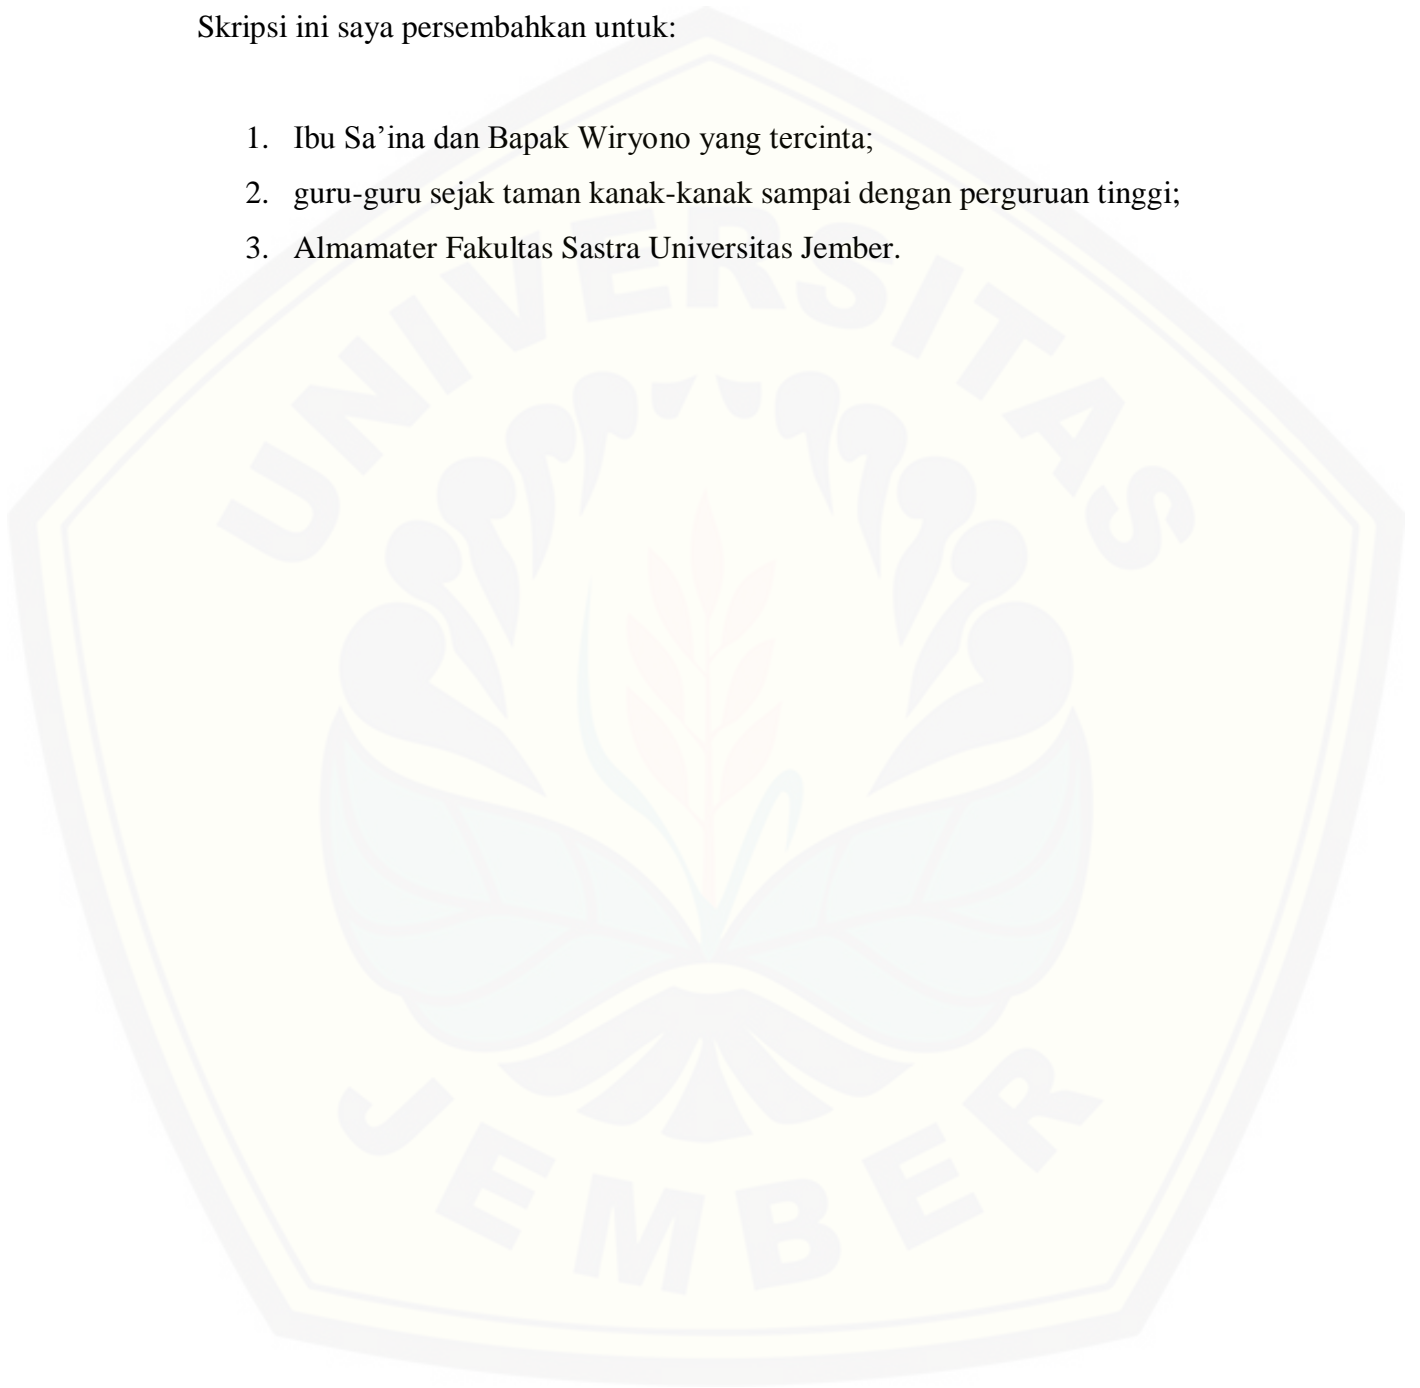 Skripsi ini saya persembahkan untuk:
1. Ibu Sa’ina dan Bapak Wiryono yang tercinta;
2. guru-guru sejak taman kanak-kanak sampai dengan perguruan tinggi;
3. Almamater Fakultas Sastra Universitas Jember.
UNIVERSITAS
JEMBER